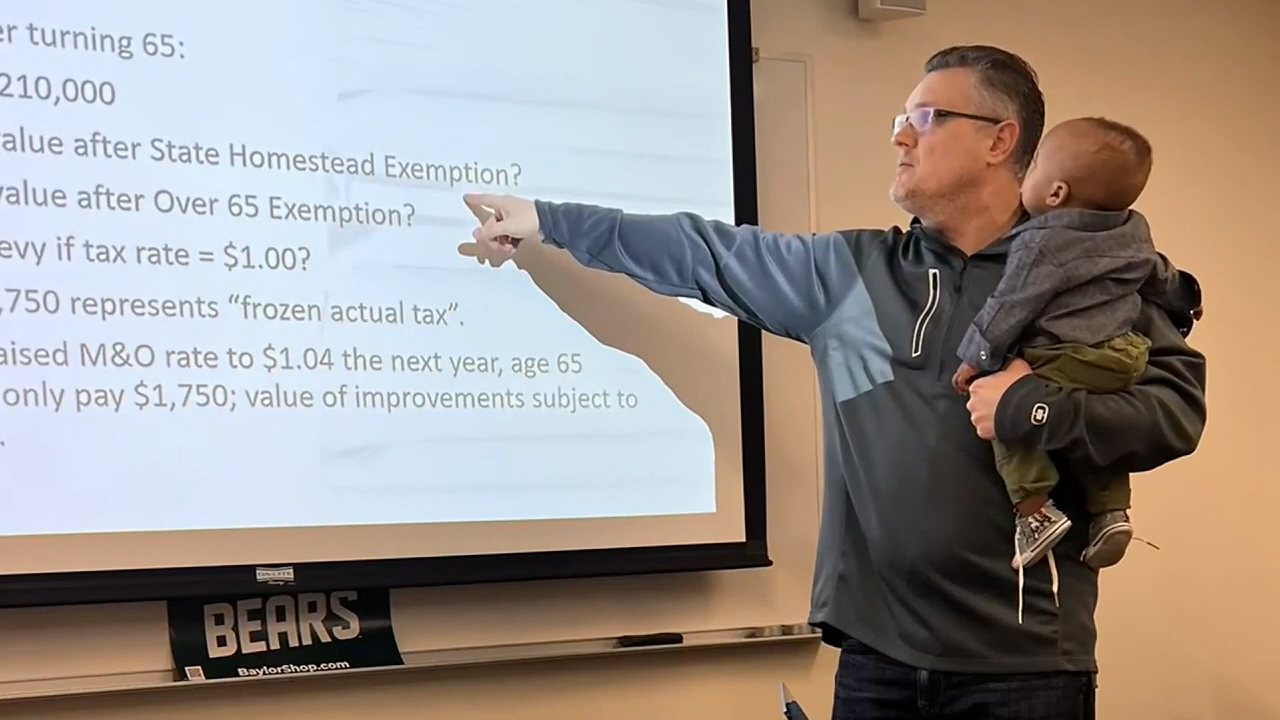 er turning 65:
210,000
alue after State Homestead Exemption?
value after Over 65 Exemption?
evy if tax rate = $1.00?
,750 represents “frozen actual tax”.
aised M&O rate to $1.04 the next year, age 65
only pay $1,750; value of improvements subject to
.
DA-LITE
BEARS
BaylorShop.com